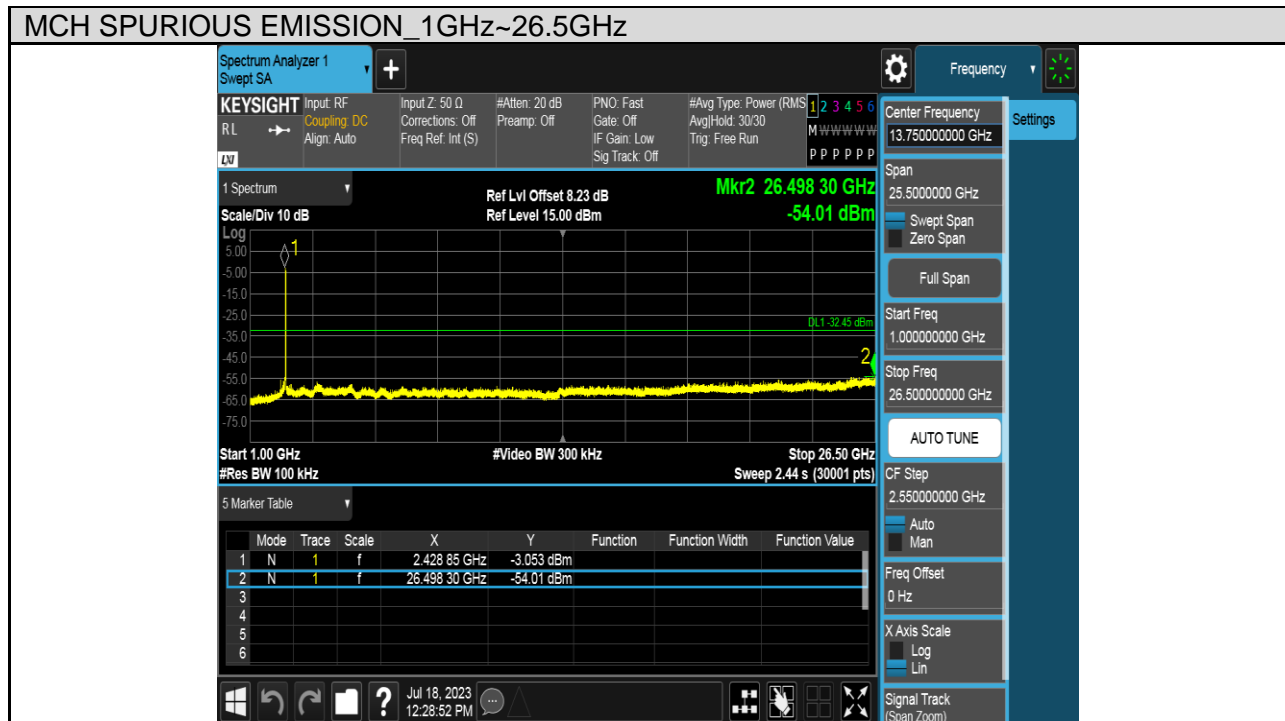 MCH SPURIOUS EMISSION_1GHz~26.5GHz
Spectrum Analyzer 1
Swept SA
+
Frequency
KEYSIGHT
RL
LXI
Input: RF
Coupling: DC
Align: Auto
Input Z: 50 Ω
Corrections: Off
Freq Ref: Int (S)
#Atten: 20 dB
Preamp: Off
PNO: Fast
Gate: Off
IF Gain: Low
Sig Track: Off
#Avg Type: Power (RMS
Avg|Hold: 30/30
Trig: Free Run
1 2 3 4 5 6
M W W W W W
P P P P P P
1 Spectrum
Scale/Div 10 dB
Ref Lvl Offset 8.23 dB
Ref Level 15.00 dBm
Mkr2 26.498 30 GHz
-54.01 dBm
Log
5.00
-5.00
-15.0
-25.0
-35.0
-45.0
-55.0
-65.0
-75.0
1
DL1 -32.45 dBm
2
Start 1.00 GHz
#Video BW 300 kHz
Stop 26.50 GHz
#Res BW 100 kHz
Sweep 2.44 s (30001 pts)
5 Marker Table
Mode Trace Scale X Y Function Function Width Function Value
1 N 1 f 2.428 85 GHz -3.053 dBm
2 N 1 f 26.498 30 GHz -54.01 dBm
3
4
5
6
?
Jul 18, 2023
12:28:52 PM
Center Frequency
13.750000000 GHz
Settings
Span
25.5000000 GHz
Swept Span
Zero Span
Full Span
Start Freq
1.000000000 GHz
Stop Freq
26.500000000 GHz
AUTO TUNE
CF Step
2.550000000 GHz
Auto
Man
Freq Offset
0 Hz
X Axis Scale
Log
Lin
Signal Track
(Span Zoom)